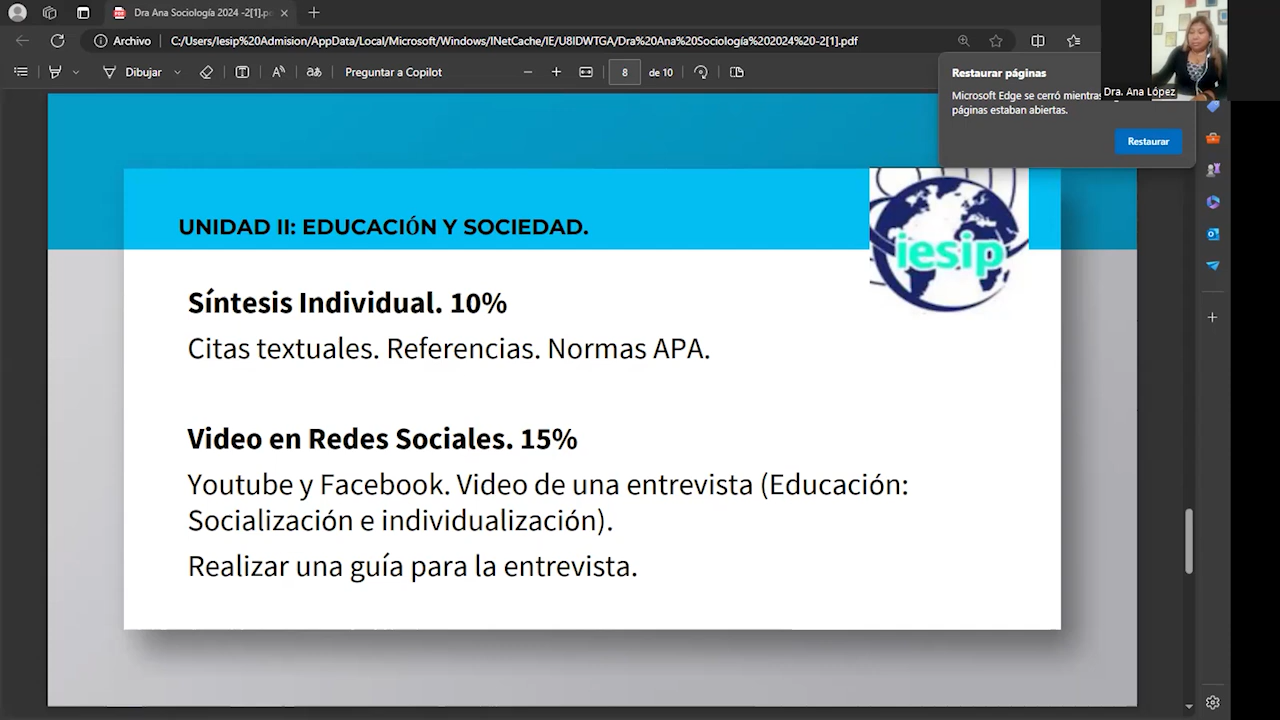 Dra Ana Sociología 2024 -2[1].pd
Archivo
C:/Users/Iesip%20Admision/AppData/Local/Microsoft/Windows/INetCache/IE/U8IDWTGA/Dra%20Ana%20Sociología%202024%20-2[1].pdf
Dibujar
Preguntar a Copilot
8
de 10
Restaurar páginas
Microsoft Edge se cerró mientras
páginas estaban abiertas.
Restaurar
Dra. Ana López
UNIDAD II: EDUCACIÓN Y SOCIEDAD.
iesip
Síntesis Individual. 10%
Citas textuales. Referencias. Normas APA.
Video en Redes Sociales. 15%
Youtube y Facebook. Video de una entrevista (Educación:
Socialización e individualización).
Realizar una guía para la entrevista.